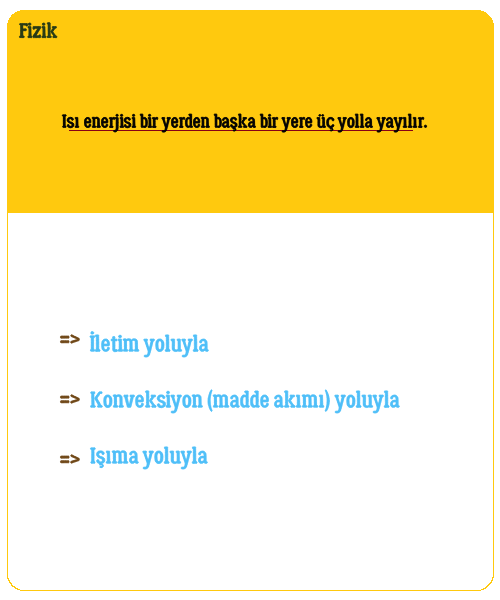 Fizik
Isı enerjisi bir yerden başka bir yere üç yolla yayılır.
=> İletim yoluyla
=> Konveksiyon (madde akımı) yoluyla
=> Işıma yoluyla